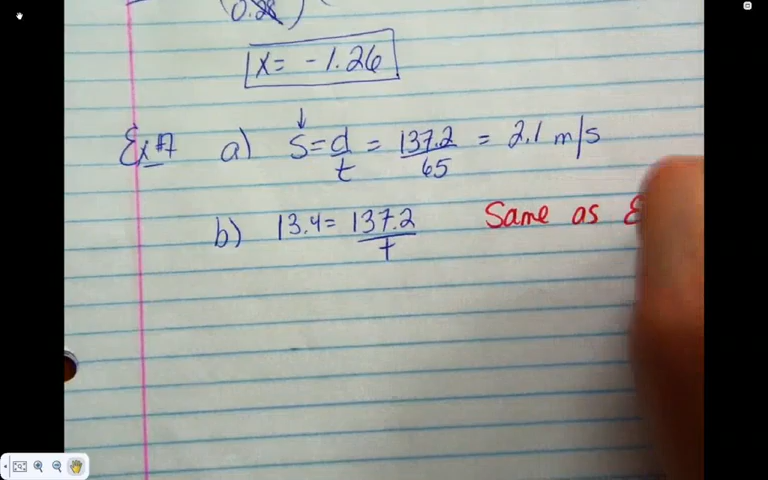 x = -1.26
Ex #7 a) S = d/t = 137.2/65 = 2.1 m/s
b) 13.4 = 137.2/t Same as